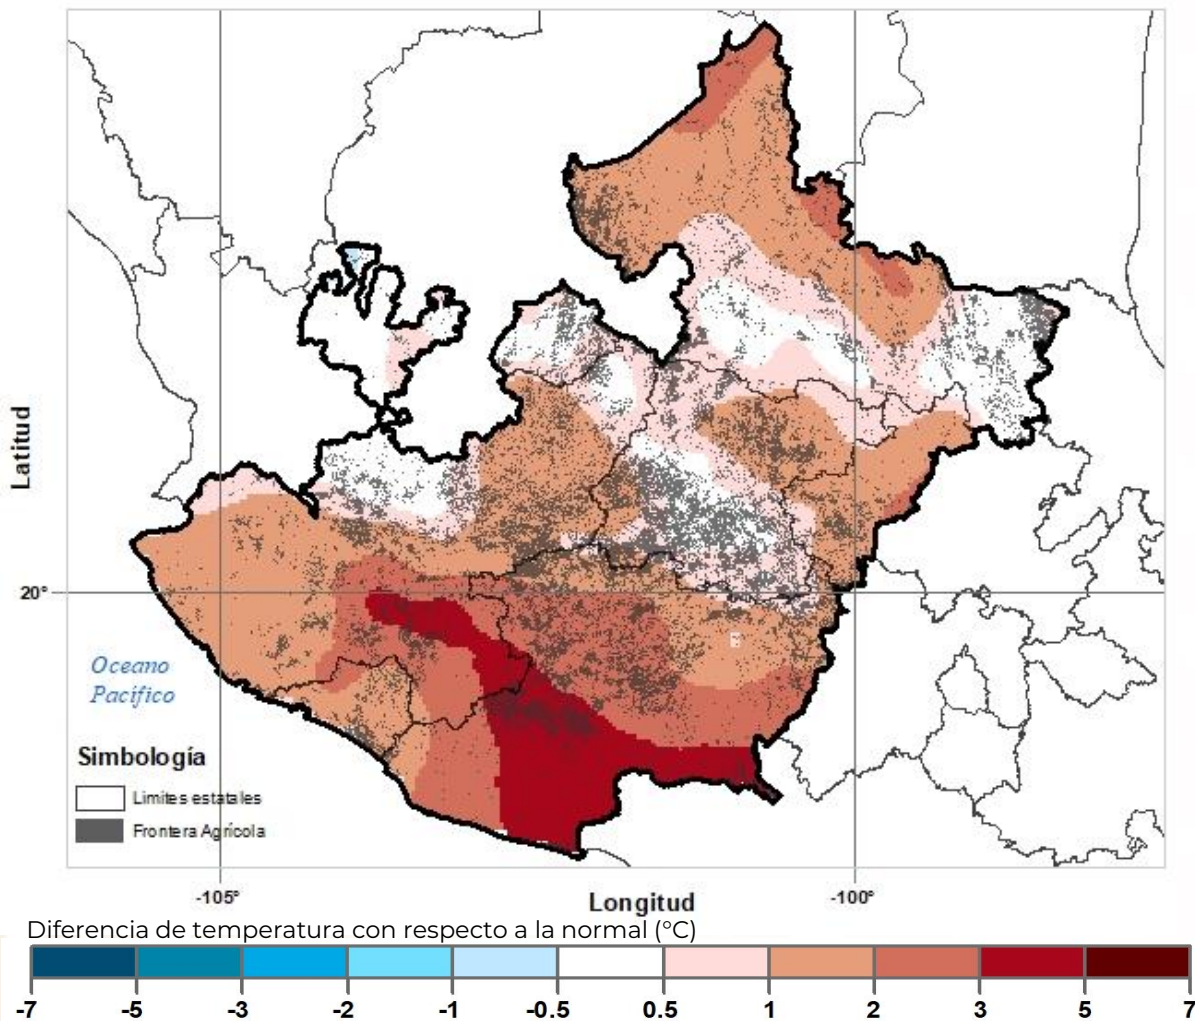 Latitud
20°
Oceano
Pacífico
Simbología
Limites estatales
Frontera Agrícola
-105°
Longitud
-100°
Diferencia de temperatura con respecto a la normal (°C)
-7 -5 -3 -2 -1 -0.5 0.5 1 2 3 5 7